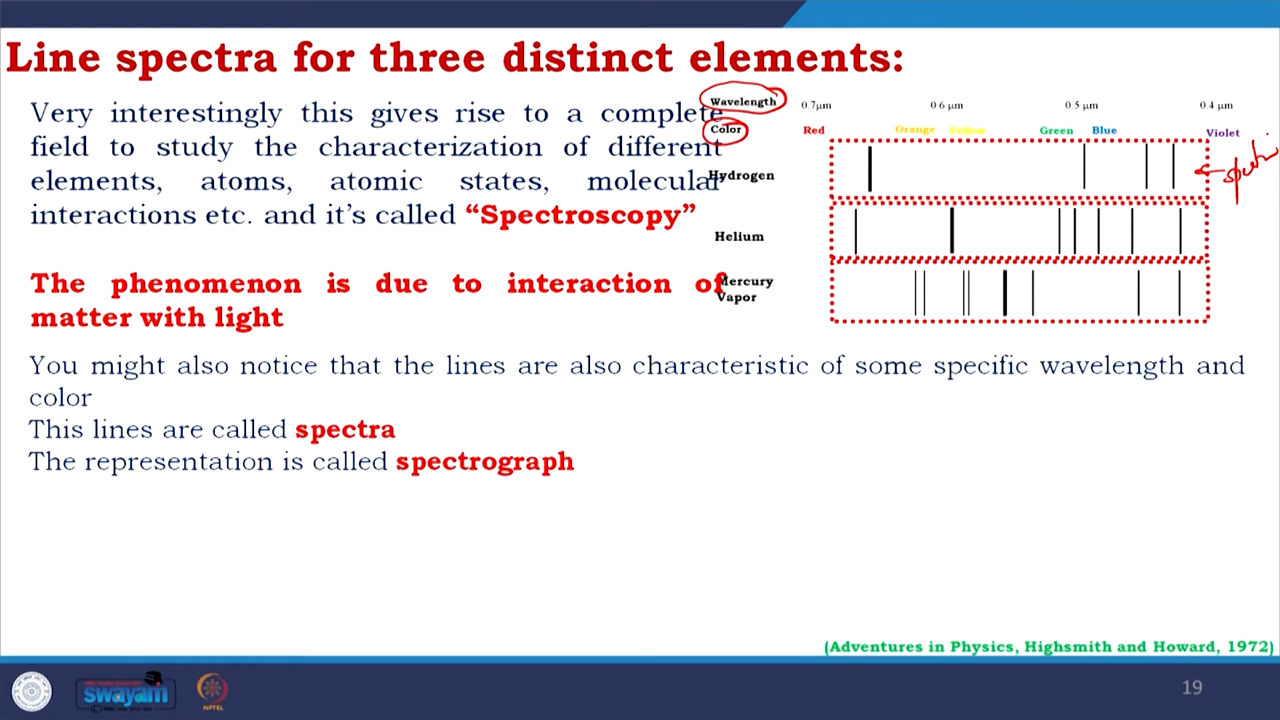 Line spectra for three distinct elements:
Very interestingly this gives rise to a complete
field to study the characterization of different
elements, atoms, atomic states, molecular
interactions etc. and it's called “Spectroscopy”
The phenomenon is due to interaction of
matter with light
Wavelength 0.7µm 0.6 µm 0.5 µm 0.4 µm
Color Red Orange Yellow Green Blue Violet
Hydrogen
Helium
Mercury
Vapor
You might also notice that the lines are also characteristic of some specific wavelength and
color
This lines are called spectra
The representation is called spectrograph
(Adventures in Physics, Highsmith and Howard, 1972)
swayam
NPTEL
19